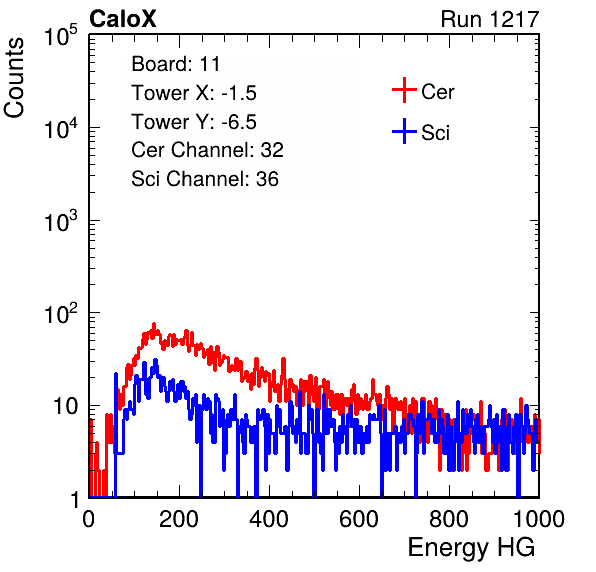 CaloX Run 1217
Counts
10^5
10^4
10^3
10^2
10
1
Board: 11
Tower X: -1.5
Tower Y: -6.5
Cer Channel: 32
Sci Channel: 36
Cer
Sci
0 200 400 600 800 1000
Energy HG